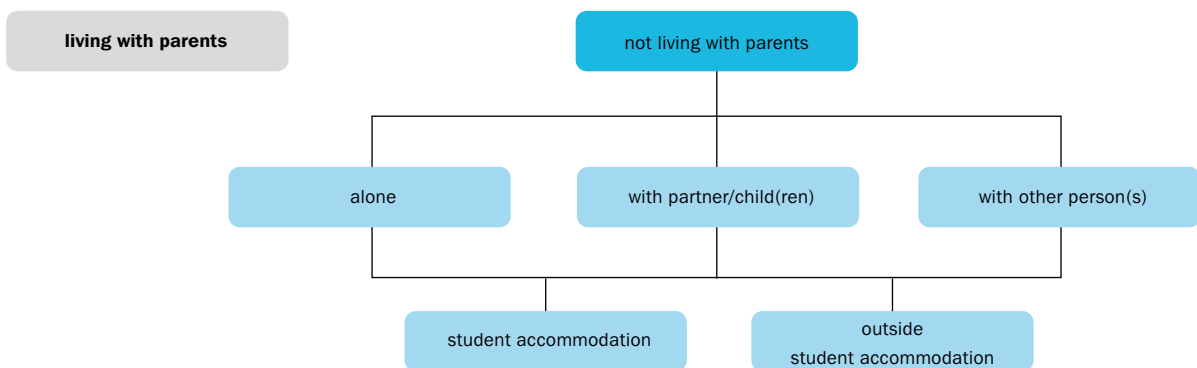 living with parents
not living with parents
alone
with partner/child(ren)
with other person(s)
student accommodation
outside
student accommodation